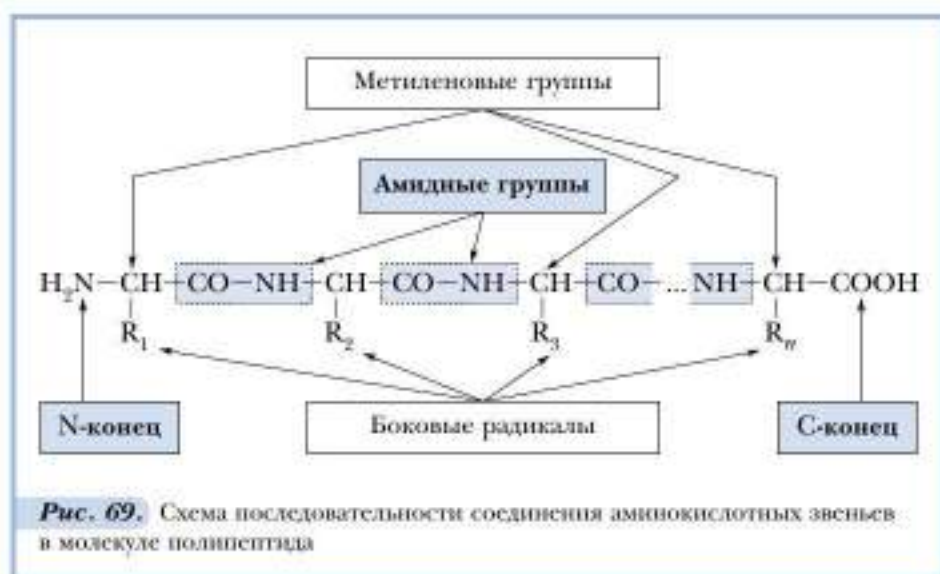 Метиленовые группы
Амидные группы
H₂N–CH–CO–NH–CH–CO–NH–CH–CO–...–NH–CH–COOH
R₁ R₂ R₃ Rₙ
N-конец Боковые радикалы C-конец
Рис. 69. Схема последовательности соединения аминокислотных звеньев
в молекуле полипептида